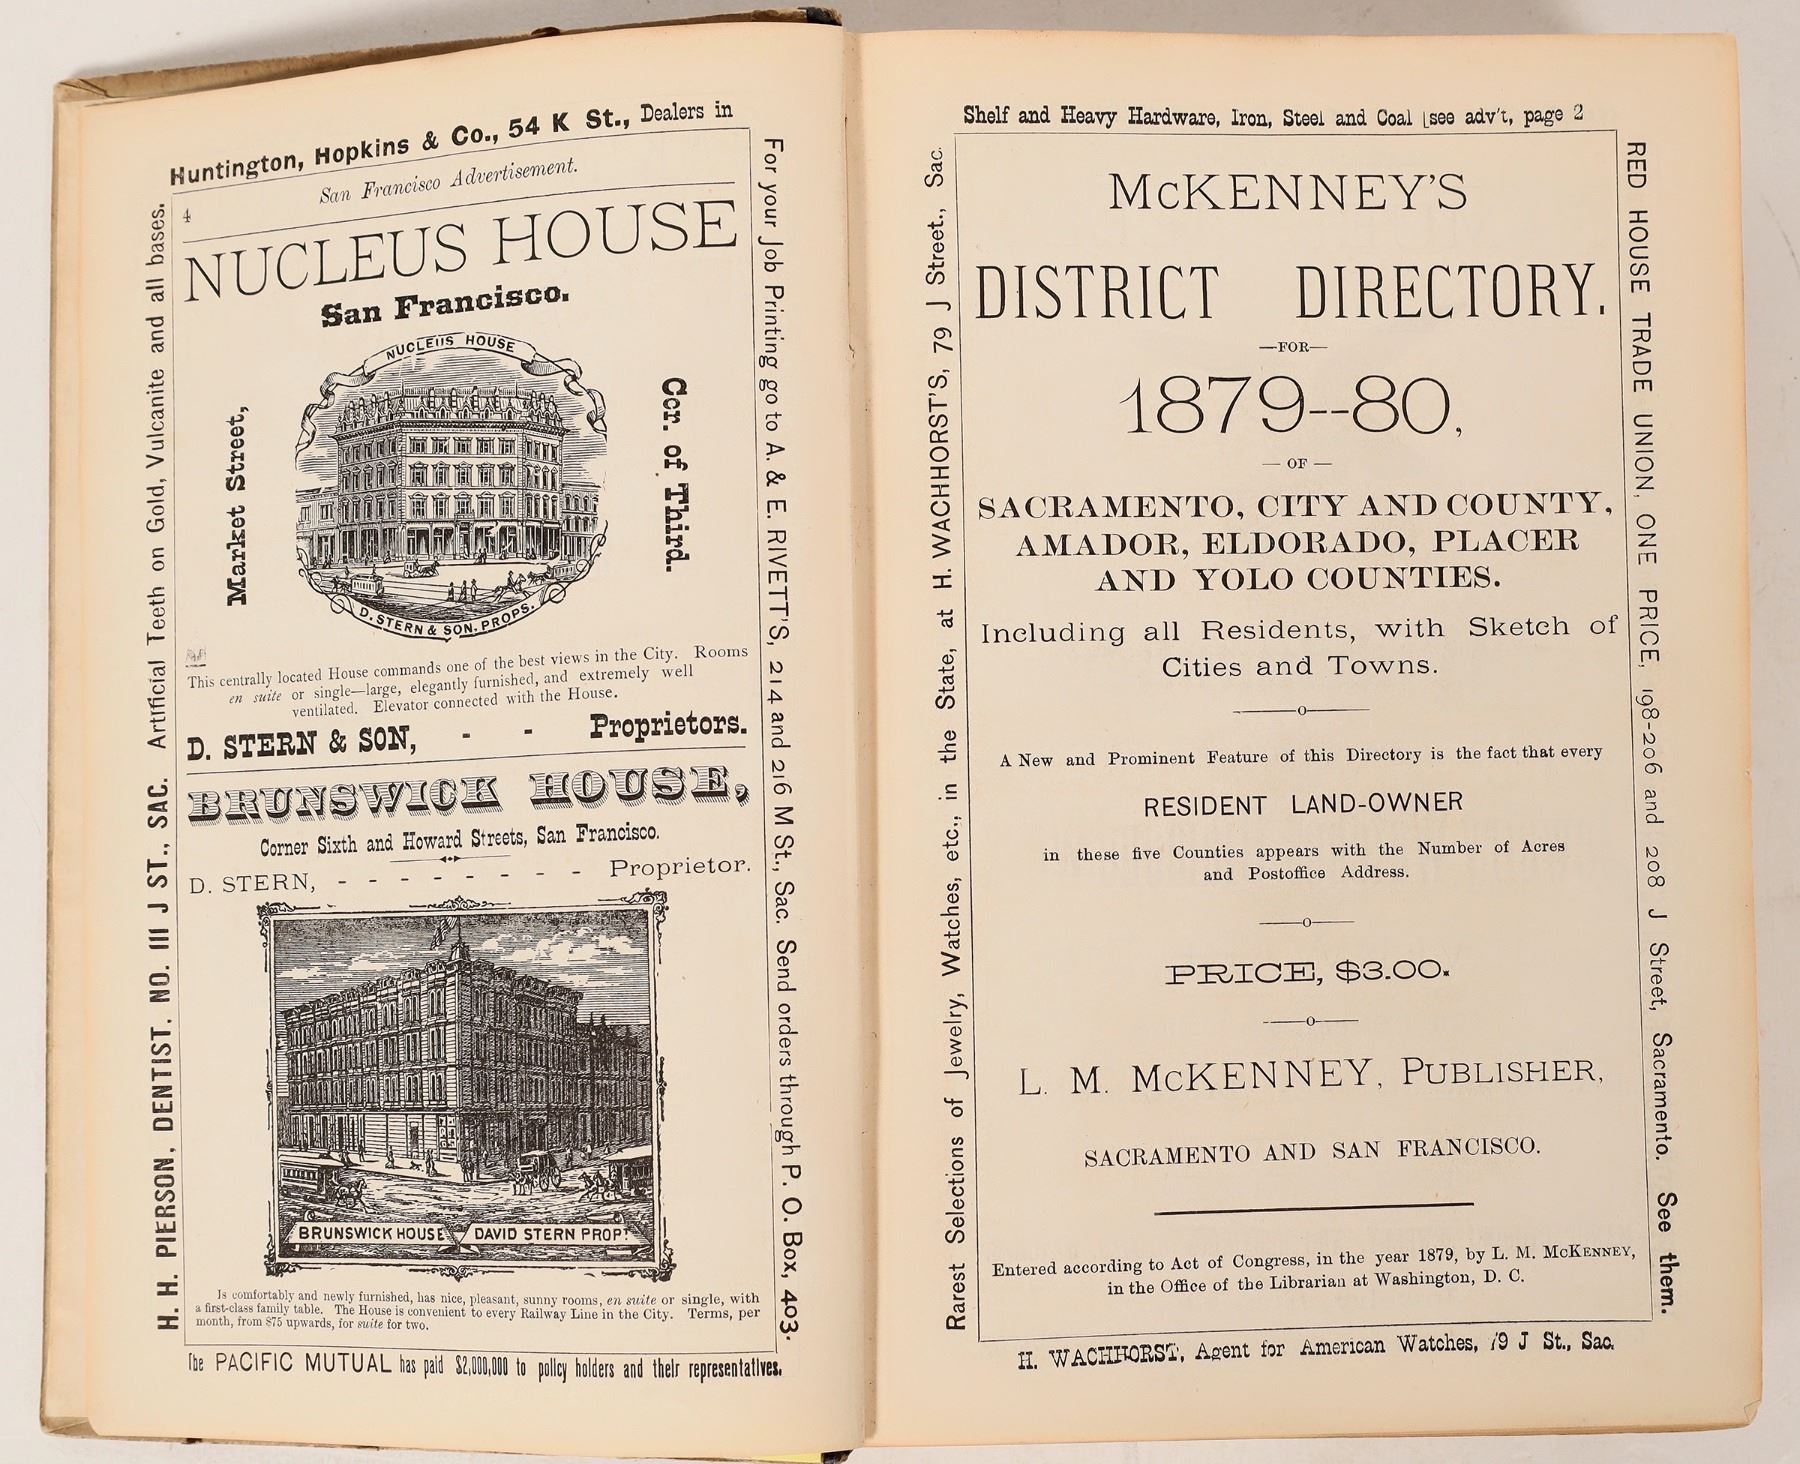 Huntington, Hopkins & Co., 54 K St., Dealers in
San Francisco Advertisement.
4
NUCLEUS HOUSE
San Francisco.
Market Street,
NUCLEUS HOUSE
D. STERN & SON. PROPS.
Cor. of Third.
This centrally located House commands one of the best views in the City. Rooms
en suite or single—large, elegantly furnished, and extremely well
ventilated. Elevator connected with the House.
D. STERN & SON, - - Proprietors.
BRUNSWICK HOUSE,
Corner Sixth and Howard Streets, San Francisco.
D. STERN, - - - - - - - - Proprietor.
BRUNSWICK HOUSE DAVID STERN PROPT
Is comfortably and newly furnished, has nice, pleasant, sunny rooms, en suite or single, with
a first-class family table. The House is convenient to every Railway Line in the City. Terms, per
month, from $75 upwards, for suite for two.
The PACIFIC MUTUAL has paid $2,000,000 to policy holders and their representatives.
H. H. PIERSON, DENTIST, NO. 111 J ST., SAC. Artificial Teeth on Gold, Vulcanite and all bases.
For your Job Printing go to A. & E. RIVETT'S, 214 and 216 M St., Sac. Send orders through P. O. Box, 403.
Shelf and Heavy Hardware, Iron, Steel and Coal [see adv't, page 2
McKENNEY'S
DISTRICT DIRECTORY.
—FOR—
1879--80,
— OF —
SACRAMENTO, CITY AND COUNTY,
AMADOR, ELDORADO, PLACER
AND YOLO COUNTIES.
Including all Residents, with Sketch of
Cities and Towns.
——o——
A New and Prominent Feature of this Directory is the fact that every
RESIDENT LAND-OWNER
in these five Counties appears with the Number of Acres
and Postoffice Address.
——o——
PRICE, $3.00.
——o——
L. M. McKENNEY, PUBLISHER,
SACRAMENTO AND SAN FRANCISCO.
Entered according to Act of Congress, in the year 1879, by L. M. McKENNEY,
in the Office of the Librarian at Washington, D. C.
H. WACHHORST, Agent for American Watches, 79 J St., Sac.
Rarest Selections of Jewelry, Watches, etc., in the State, at H. WACHHORST'S, 79 J Street., Sac.
RED HOUSE TRADE UNION, ONE PRICE, 198-206 and 208 J Street, Sacramento. See them.